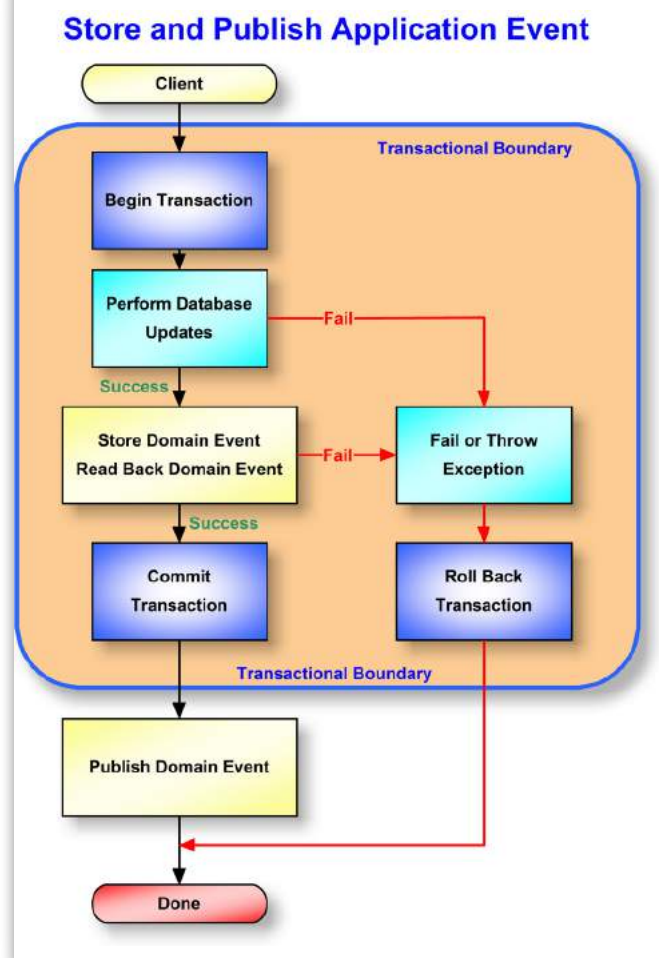 Store and Publish Application Event
Client
Transactional Boundary
Begin Transaction
Perform Database
Updates
Fail
Success
Store Domain Event
Read Back Domain Event
Fail
Fail or Throw
Exception
Success
Commit
Transaction
Roll Back
Transaction
Transactional Boundary
Publish Domain Event
Done